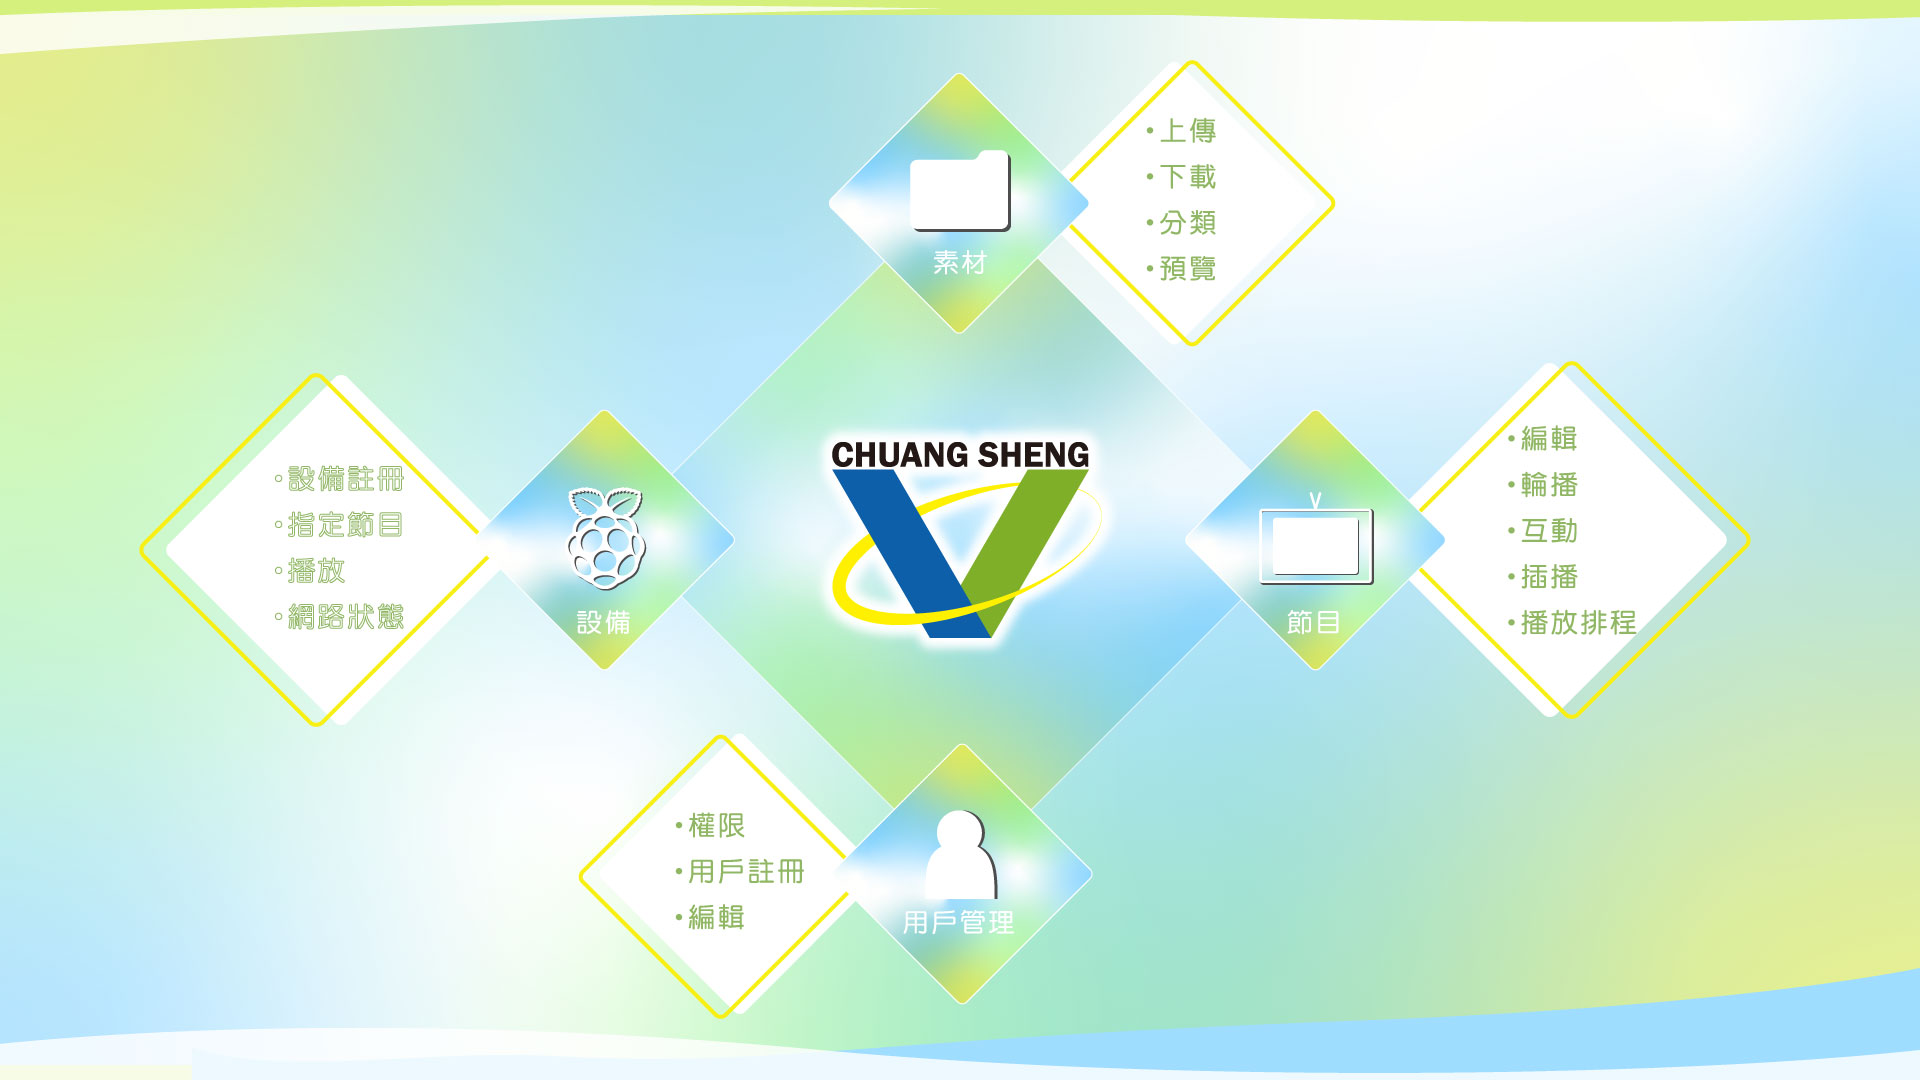 素材
·上傳
·下載
·分類
·預覽
CHUANG SHENG
·設備註冊
·指定節目
·播放
·網路狀態
設備
節目
·編輯
·輪播
·互動
·插播
·播放排程
·權限
·用戶註冊
·編輯
用戶管理